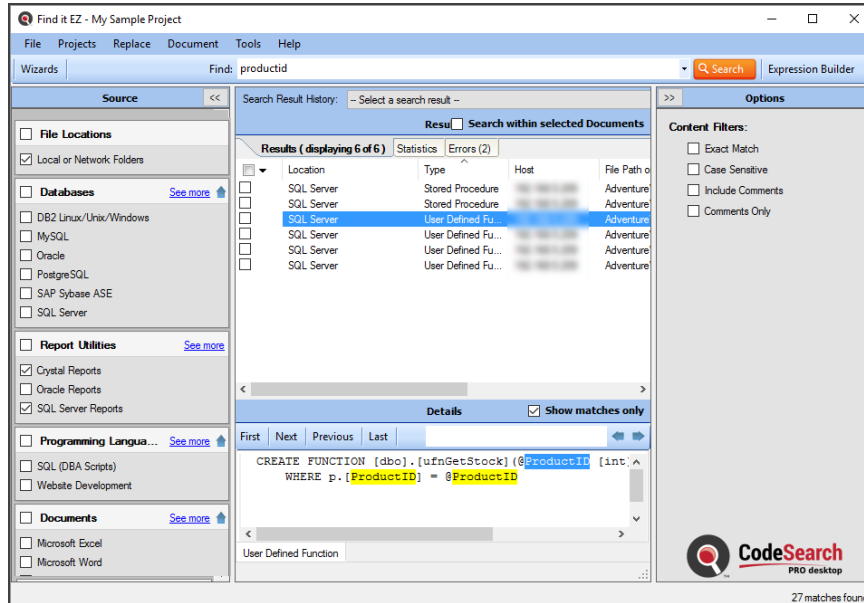 Find it EZ - My Sample Project
File Projects Replace Document Tools Help
Wizards Find: productid Search Expression Builder
Source <<
File Locations
Local or Network Folders
Databases See more
DB2 Linux/Unix/Windows
MySQL
Oracle
PostgreSQL
SAP Sybase ASE
SQL Server
Report Utilities See more
Crystal Reports
Oracle Reports
SQL Server Reports
Programming Langua... See more
SQL (DBA Scripts)
Website Development
Documents See more
Microsoft Excel
Microsoft Word
Search Result History: -- Select a search result --
Resu Search within selected Documents
Results ( displaying 6 of 6 ) Statistics Errors (2)
Location Type Host File Path o
SQL Server Stored Procedure Adventure
SQL Server Stored Procedure Adventure
SQL Server User Defined Fu... Adventure
SQL Server User Defined Fu... Adventure
SQL Server User Defined Fu... Adventure
SQL Server User Defined Fu... Adventure
Details Show matches only
First Next Previous Last
CREATE FUNCTION [dbo].[ufnGetStock](@ProductID [int]
WHERE p.[ProductID] = @ProductID
User Defined Function
>> Options
Content Filters:
Exact Match
Case Sensitive
Include Comments
Comments Only
CodeSearch
PRO desktop
27 matches foun